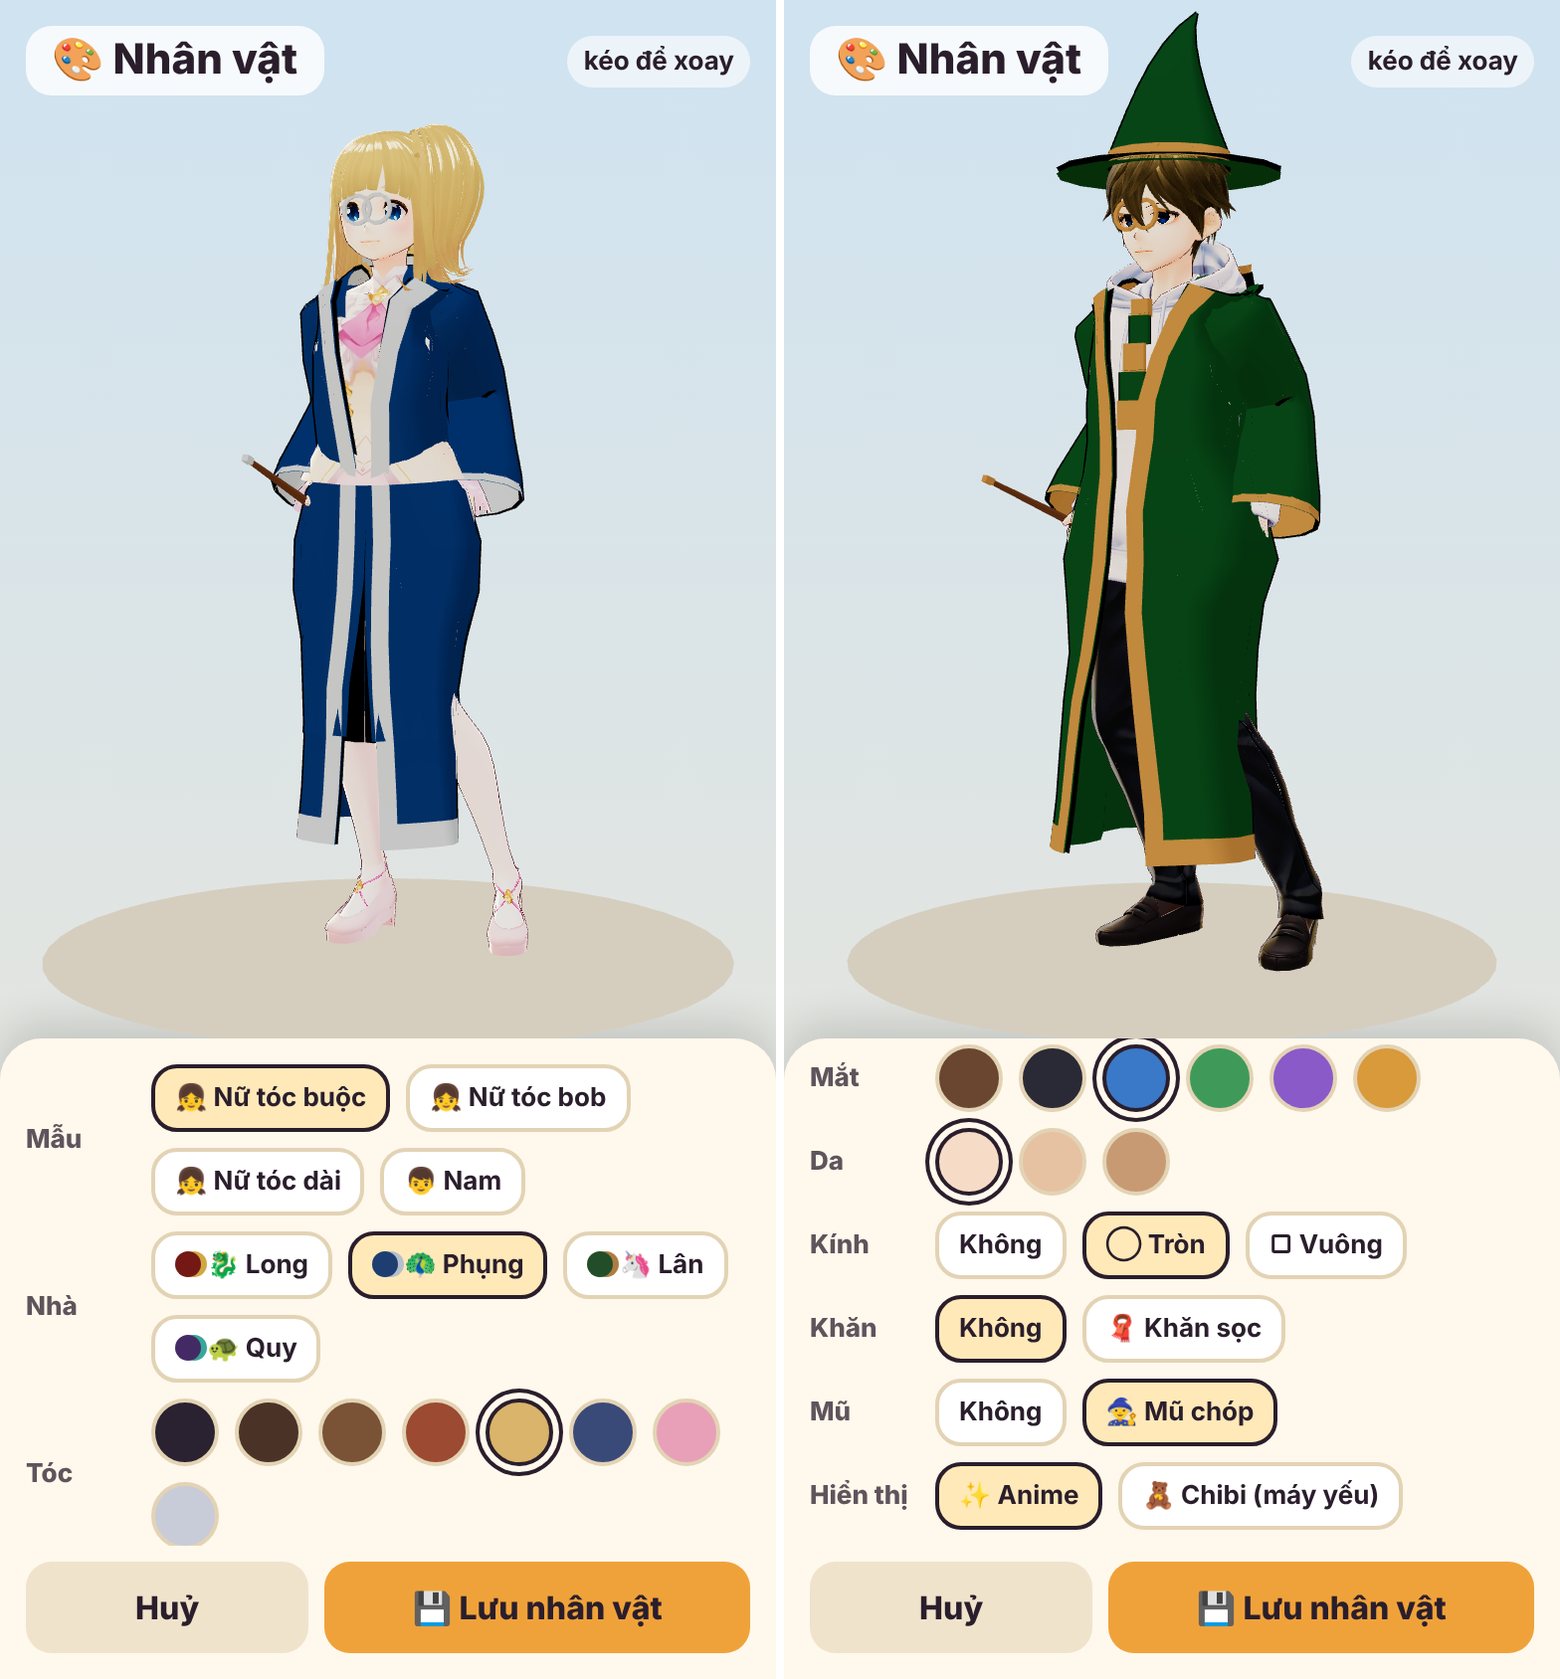 🎨 Nhân vật
kéo để xoay
Mẫu
👧 Nữ tóc buộc
👧 Nữ tóc bob
👧 Nữ tóc dài
👦 Nam
Nhà
🐉 Long
🦚 Phụng
🦄 Lân
🐢 Quy
Tóc
Huỷ
💾 Lưu nhân vật
🎨 Nhân vật
kéo để xoay
Mắt
Da
Kính
Không
◯ Tròn
◻ Vuông
Khăn
Không
🧣 Khăn sọc
Mũ
Không
🧙 Mũ chóp
Hiển thị
✨ Anime
🧸 Chibi (máy yếu)
Huỷ
💾 Lưu nhân vật